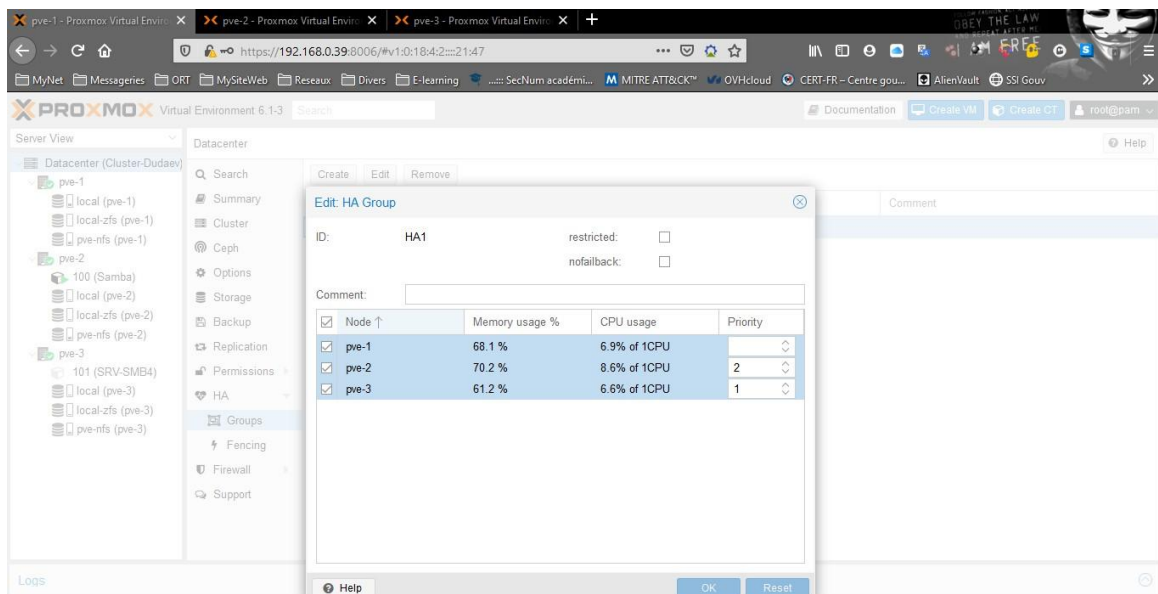 pve-1 - Proxmox Virtual Enviro
pve-2 - Proxmox Virtual Enviro
pve-3 - Proxmox Virtual Enviro
OBEY THE LAW
https://192.168.0.39:8006/#v1:0:18:4:2::::21:47
FREE
MyNet Messageries ORT MySiteWeb Reseaux Divers E-learning ...::: SecNum académi... MITRE ATT&CK™ OVHcloud CERT-FR – Centre gou... AlienVault SSI Gouv
PROXMOX Virtual Environment 6.1-3 Search Documentation Create VM Create CT root@pam
Server View
Datacenter
Help
Datacenter (Cluster-Dudaev)
pve-1
local (pve-1)
local-zfs (pve-1)
pve-nfs (pve-1)
pve-2
100 (Samba)
local (pve-2)
local-zfs (pve-2)
pve-nfs (pve-2)
pve-3
101 (SRV-SMB4)
local (pve-3)
local-zfs (pve-3)
pve-nfs (pve-3)
Search
Summary
Cluster
Ceph
Options
Storage
Backup
Replication
Permissions
HA
Groups
Fencing
Firewall
Support
Create Edit Remove
Comment
Edit: HA Group
ID: HA1 restricted:
nofailback:
Comment:
Node Memory usage % CPU usage Priority
pve-1 68.1 % 6.9% of 1CPU
pve-2 70.2 % 8.6% of 1CPU 2
pve-3 61.2 % 6.6% of 1CPU 1
Help OK Reset
Logs